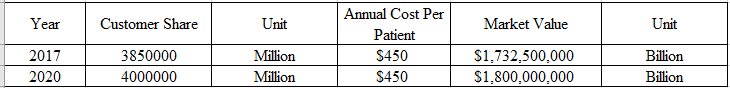 Year Customer Share Unit Annual Cost Per Patient Market Value Unit
2017 3850000 Million $450 $1,732,500,000 Billion
2020 4000000 Million $450 $1,800,000,000 Billion